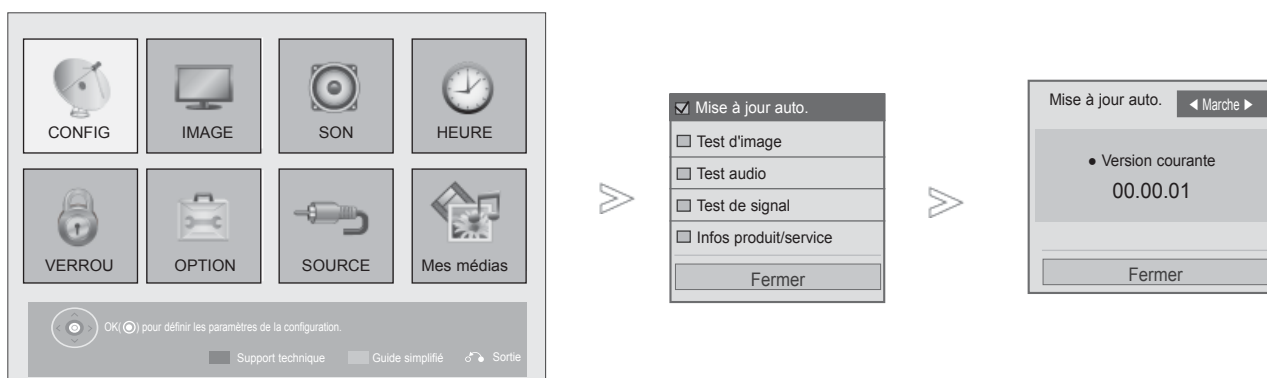 CONFIG IMAGE SON HEURE
VERROU OPTION SOURCE Mes médias
OK(◉) pour définir les paramètres de la configuration.
Support technique Guide simplifié Sortie
Mise à jour auto.
Test d'image
Test audio
Test de signal
Infos produit/service
Fermer
Mise à jour auto. ◀ Marche ▶
● Version courante
00.00.01
Fermer